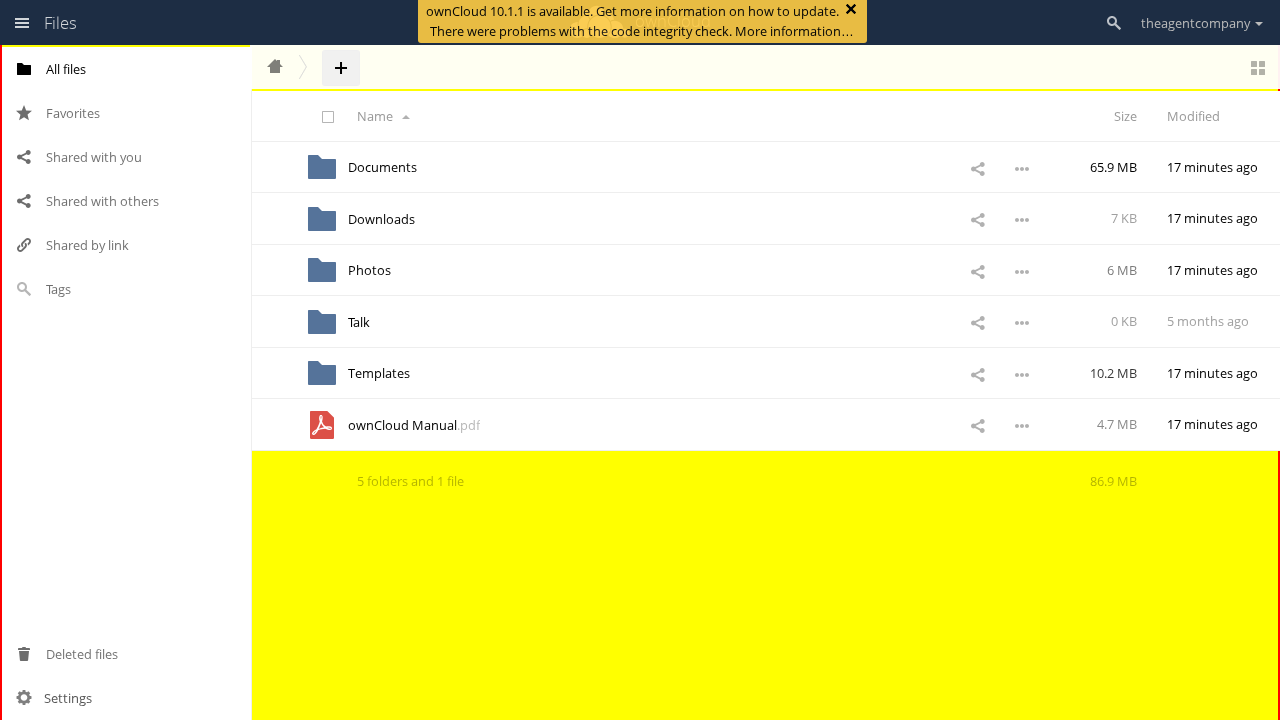 Files
ownCloud 10.1.1 is available. Get more information on how to update.
There were problems with the code integrity check. More information…
theagentcompany
All files
Favorites
Shared with you
Shared with others
Shared by link
Tags
Deleted files
Settings
Name Size Modified
Documents 65.9 MB 17 minutes ago
Downloads 7 KB 17 minutes ago
Photos 6 MB 17 minutes ago
Talk 0 KB 5 months ago
Templates 10.2 MB 17 minutes ago
ownCloud Manual.pdf 4.7 MB 17 minutes ago
5 folders and 1 file 86.9 MB